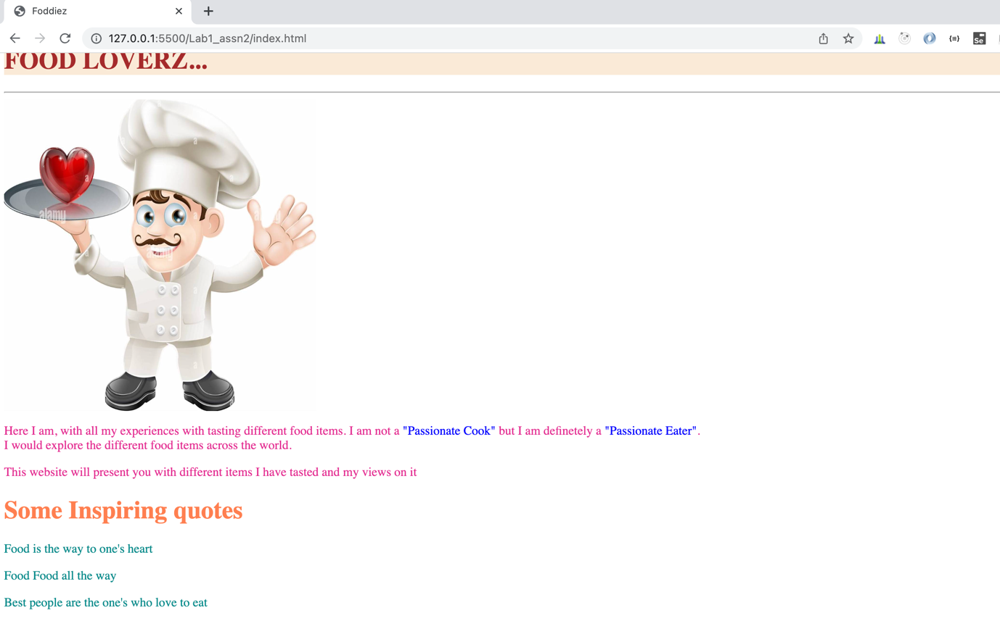 Foddiez
127.0.0.1:5500/Lab1_assn2/index.html
Se
FOOD LOVERZ...
a
a
a
a
alamy
a
alamy
a
a
a
Here I am, with all my experiences with tasting different food items. I am not a "Passionate Cook" but I am definetely a "Passionate Eater".
I would explore the different food items across the world.
This website will present you with different items I have tasted and my views on it
Some Inspiring quotes
Food is the way to one's heart
Food Food all the way
Best people are the one's who love to eat